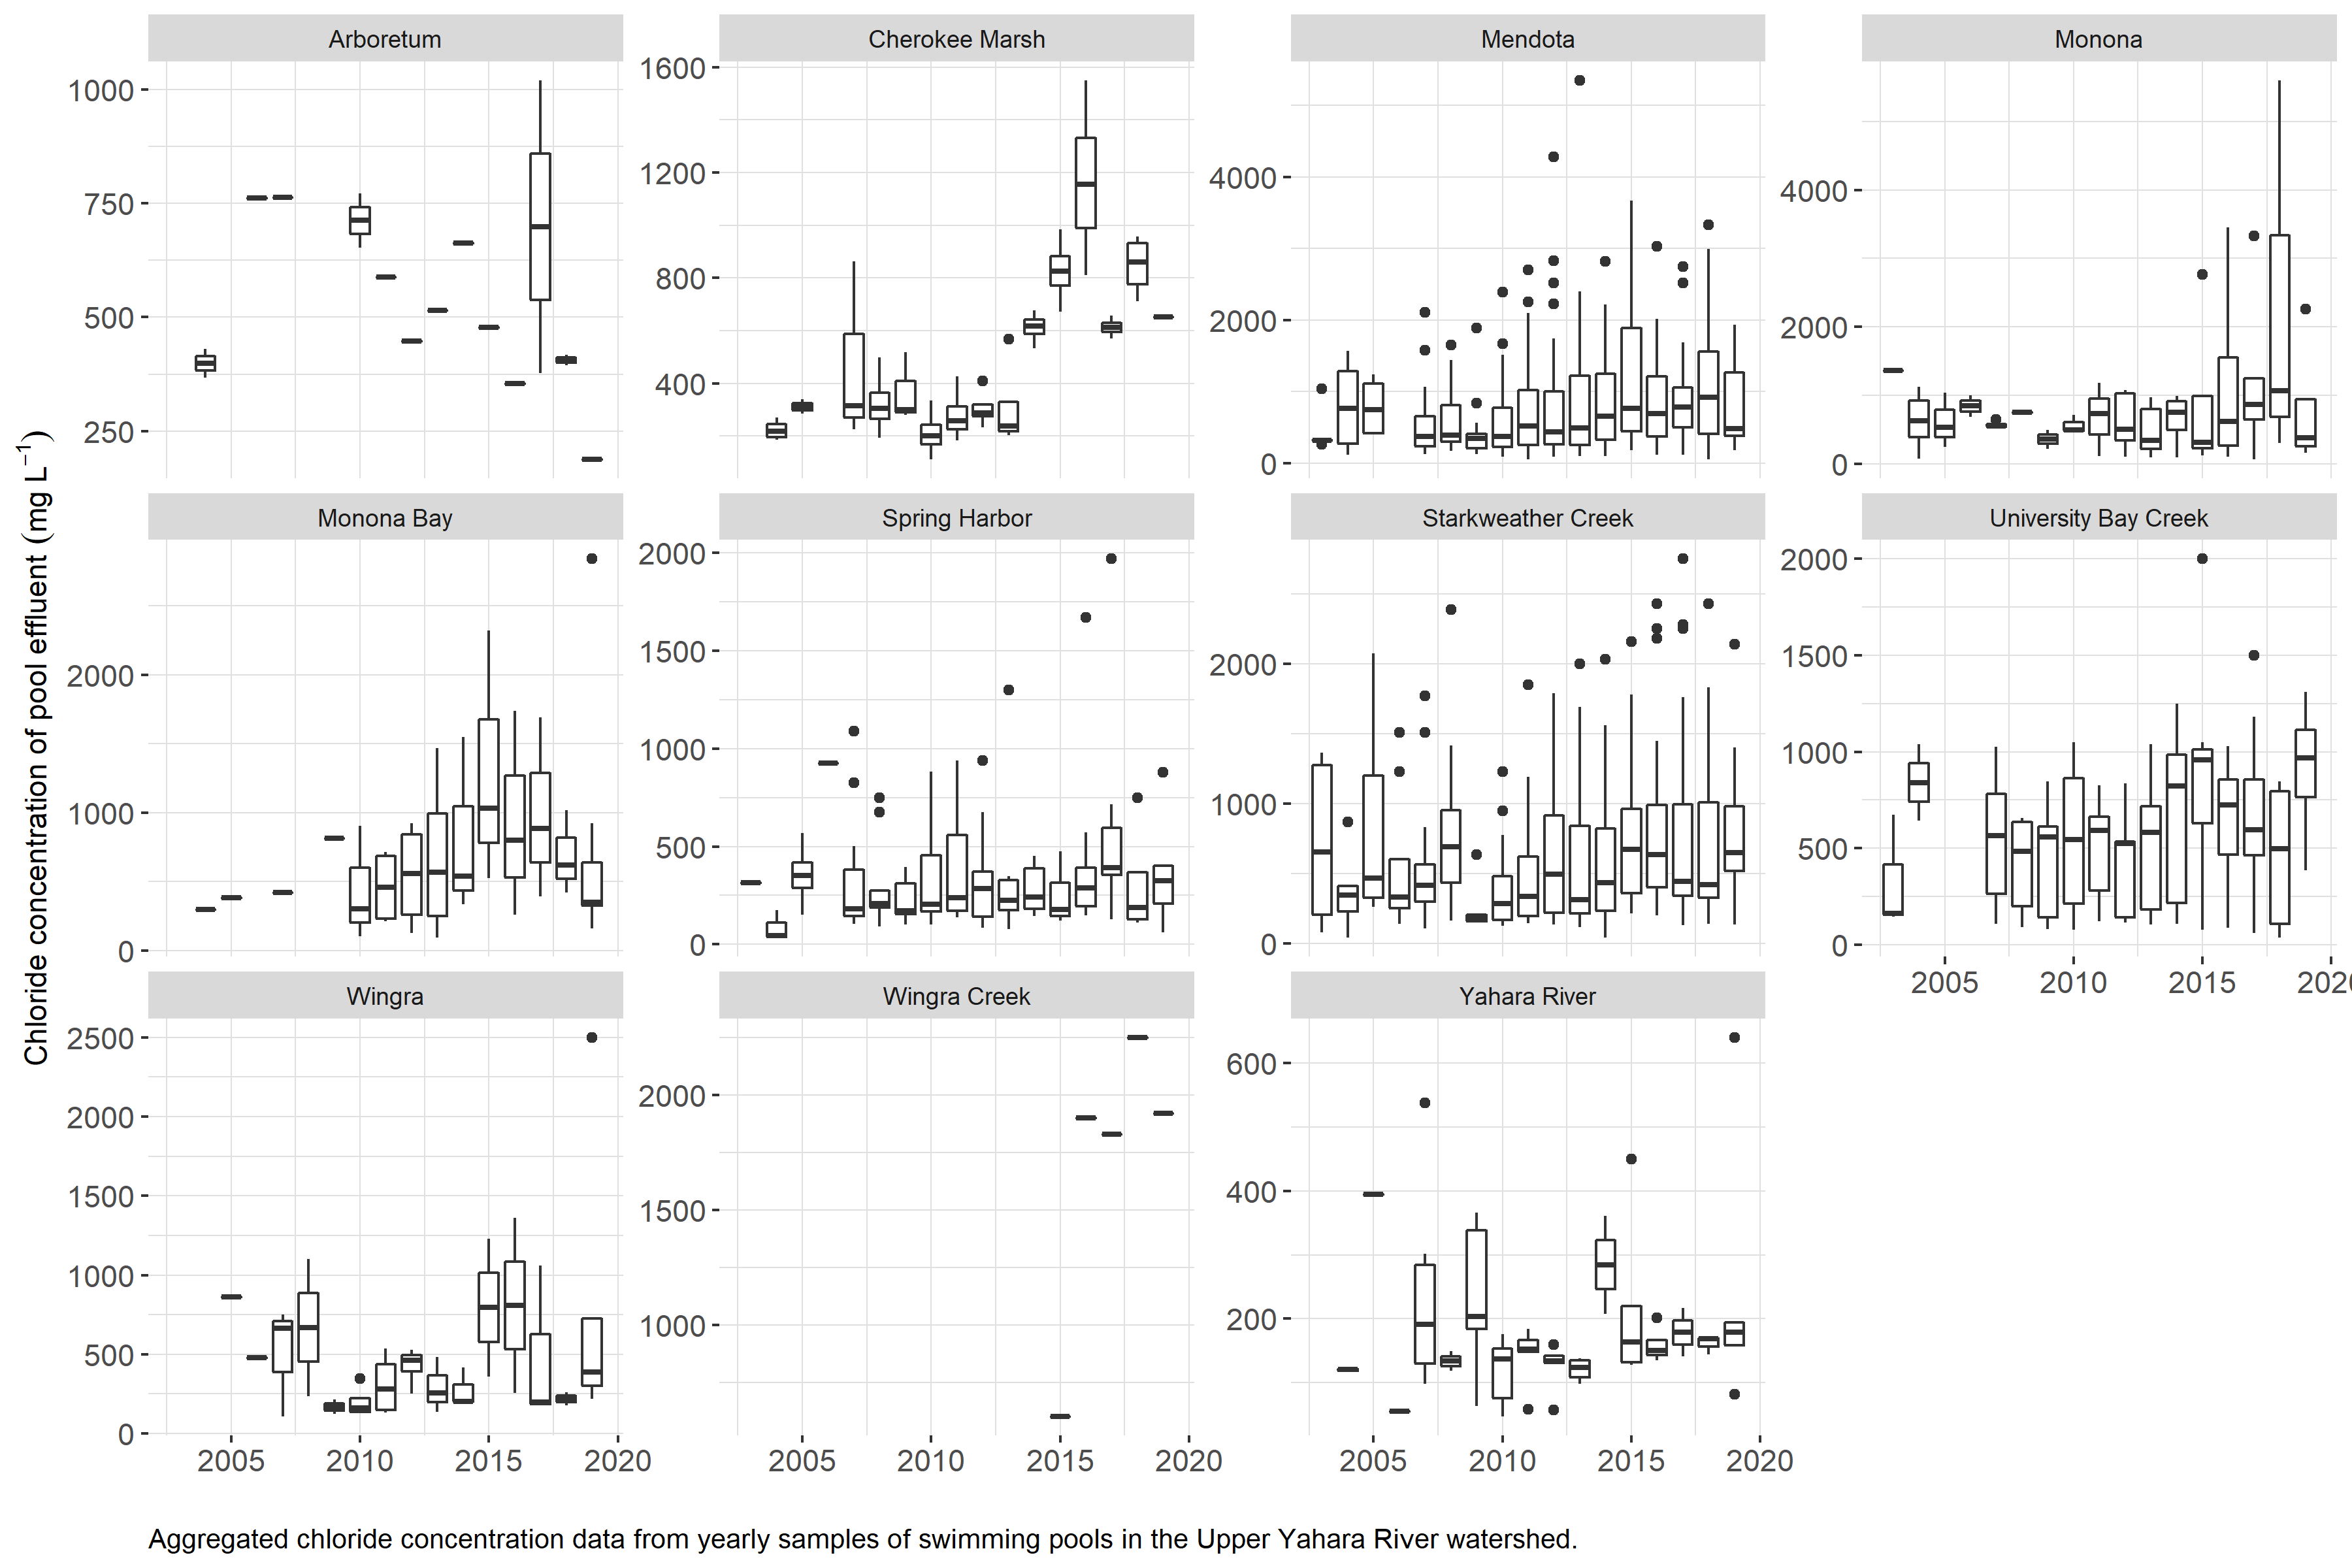 Arboretum
Cherokee Marsh
Mendota
Monona
1000
750
500
250
1600
1200
800
400
4000
2000
0
4000
2000
0
Chloride concentration of pool effluent (mg L⁻¹)
Monona Bay
Spring Harbor
Starkweather Creek
University Bay Creek
2000
1000
0
2000
1500
1000
500
0
2000
1000
0
2000
1500
1000
500
0
2005 2010 2015 202
Wingra
Wingra Creek
Yahara River
2500
2000
1500
1000
500
0
2000
1500
1000
600
400
200
2005 2010 2015 2020
2005 2010 2015 2020
2005 2010 2015 2020
Aggregated chloride concentration data from yearly samples of swimming pools in the Upper Yahara River watershed.